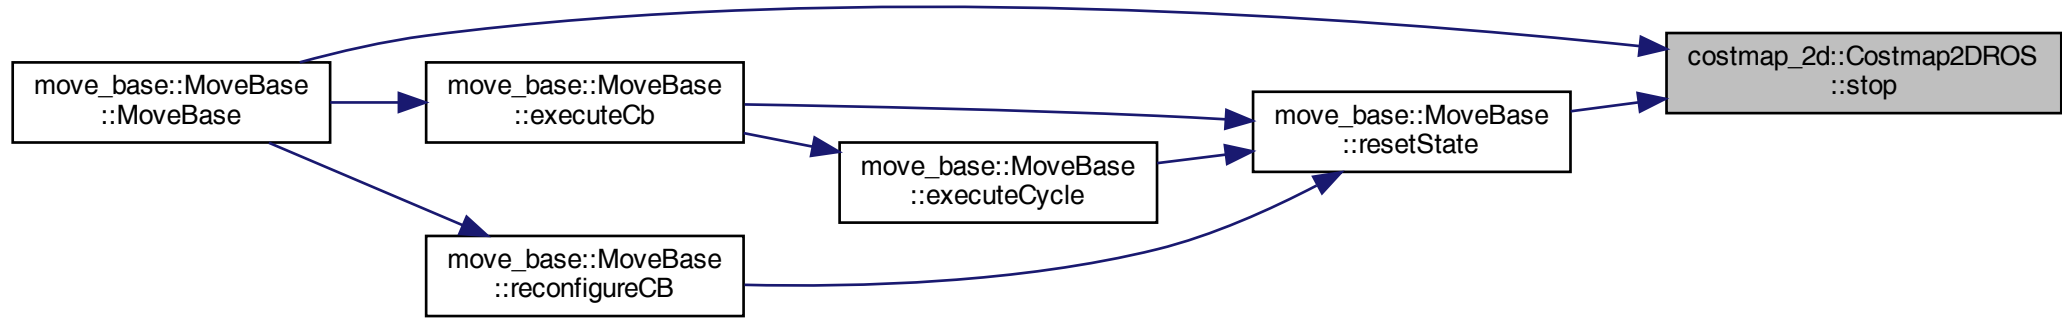 move_base::MoveBase
::MoveBase
move_base::MoveBase
::executeCb
move_base::MoveBase
::executeCycle
move_base::MoveBase
::reconfigureCB
move_base::MoveBase
::resetState
costmap_2d::Costmap2DROS
::stop